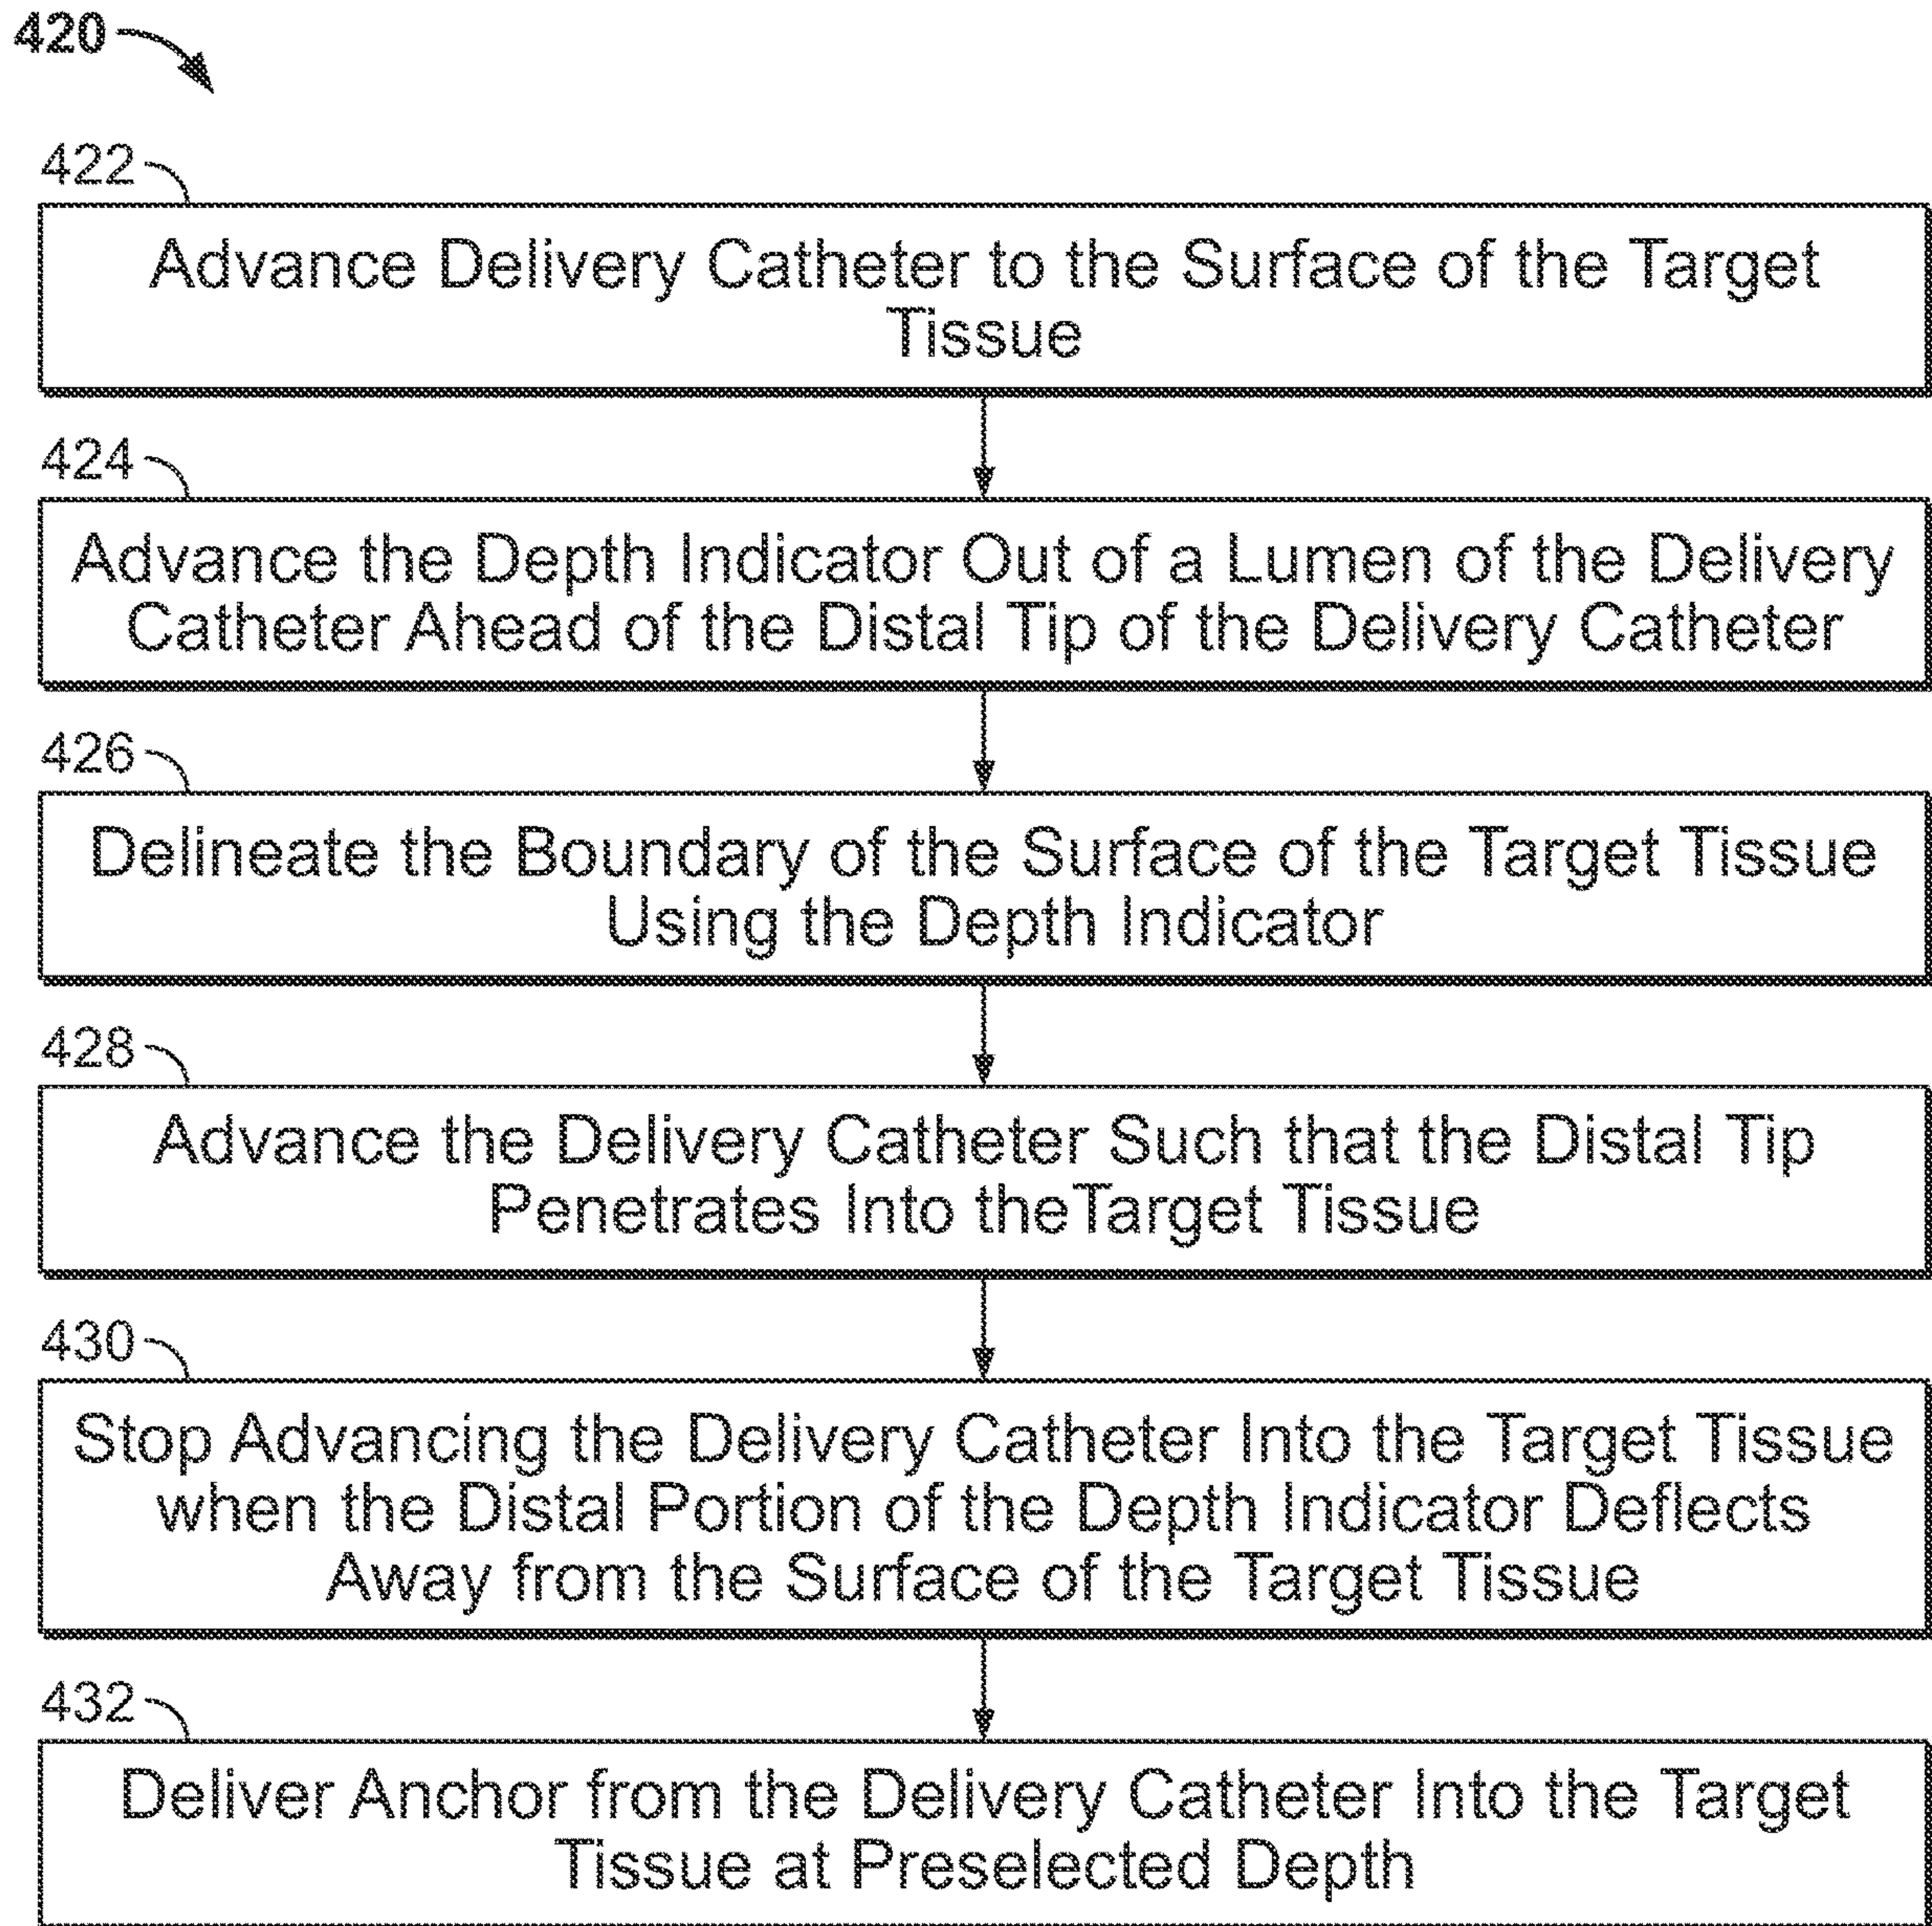 420
422
Advance Delivery Catheter to the Surface of the Target
Tissue
424
Advance the Depth Indicator Out of a Lumen of the Delivery
Catheter Ahead of the Distal Tip of the Delivery Catheter
426
Delineate the Boundary of the Surface of the Target Tissue
Using the Depth Indicator
428
Advance the Delivery Catheter Such that the Distal Tip
Penetrates Into theTarget Tissue
430
Stop Advancing the Delivery Catheter Into the Target Tissue
when the Distal Portion of the Depth Indicator Deflects
Away from the Surface of the Target Tissue
432
Deliver Anchor from the Delivery Catheter Into the Target
Tissue at Preselected Depth